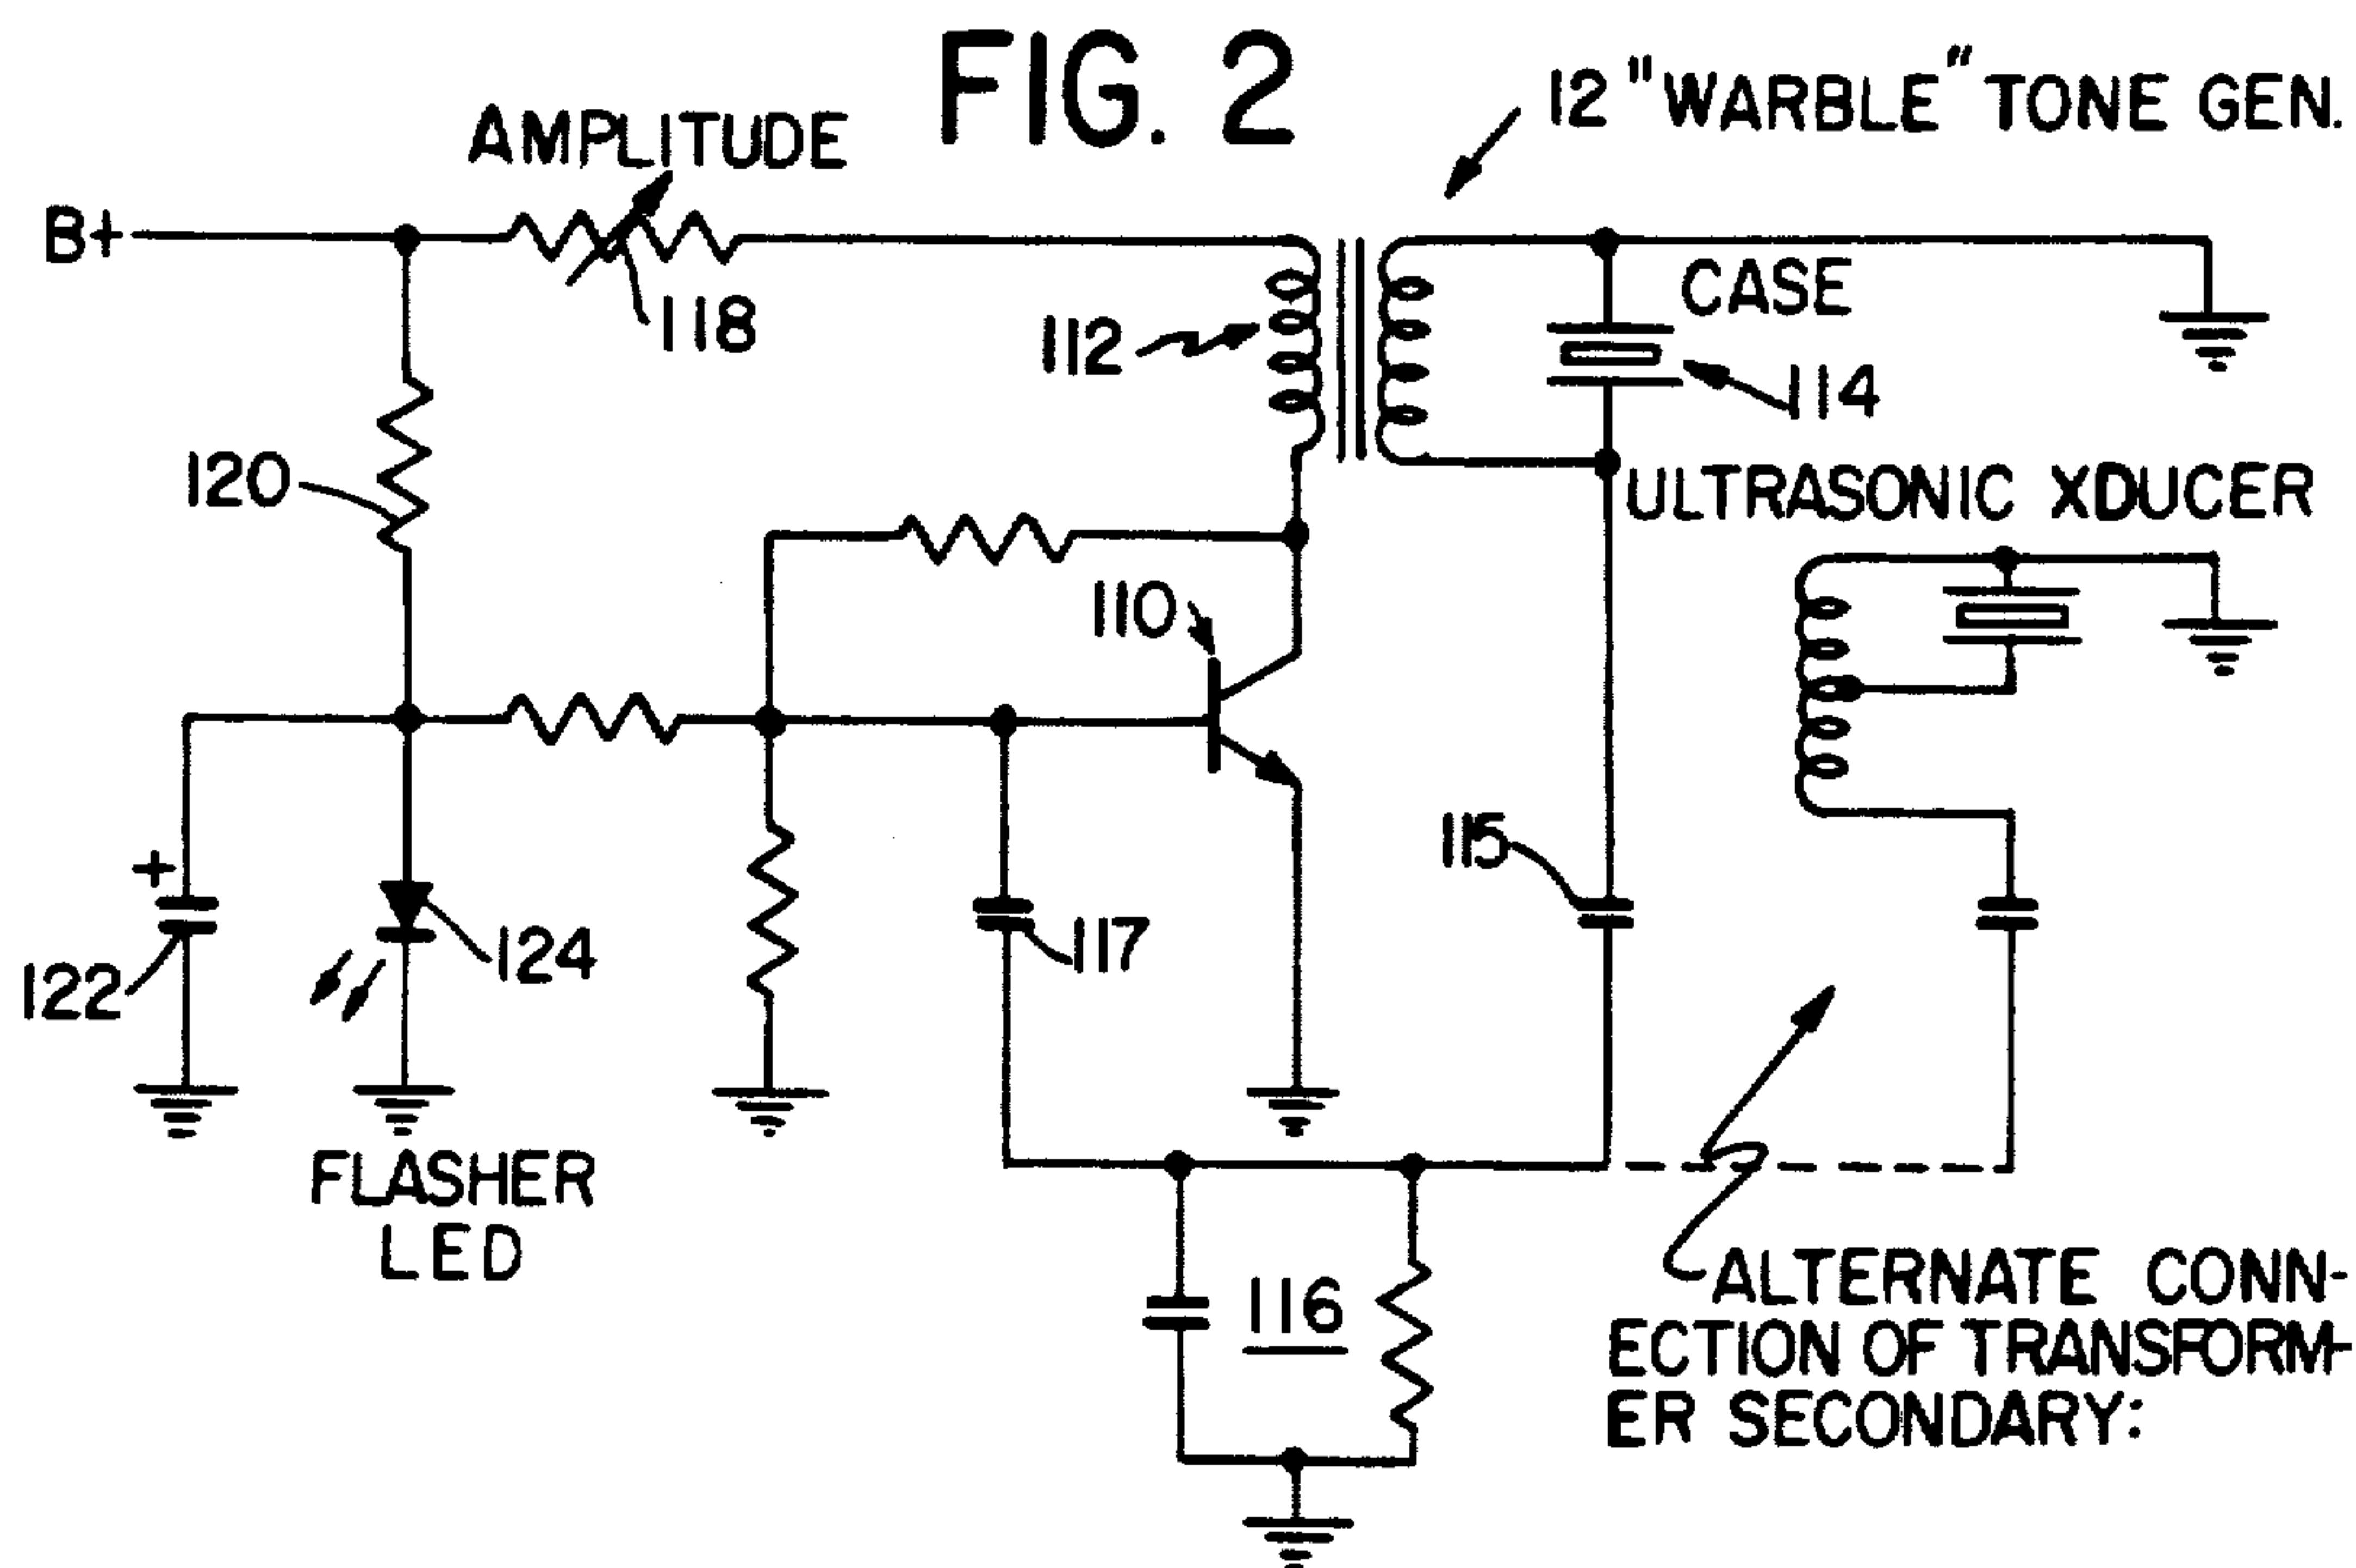 FIG. 2
12 "WARBLE" TONE GEN.
AMPLITUDE
B+
118
112
CASE
114
120
ULTRASONIC XDUCER
110
115
+
124
117
122
FLASHER
LED
116
ALTERNATE CONN-
ECTION OF TRANSFORM-
ER SECONDARY: